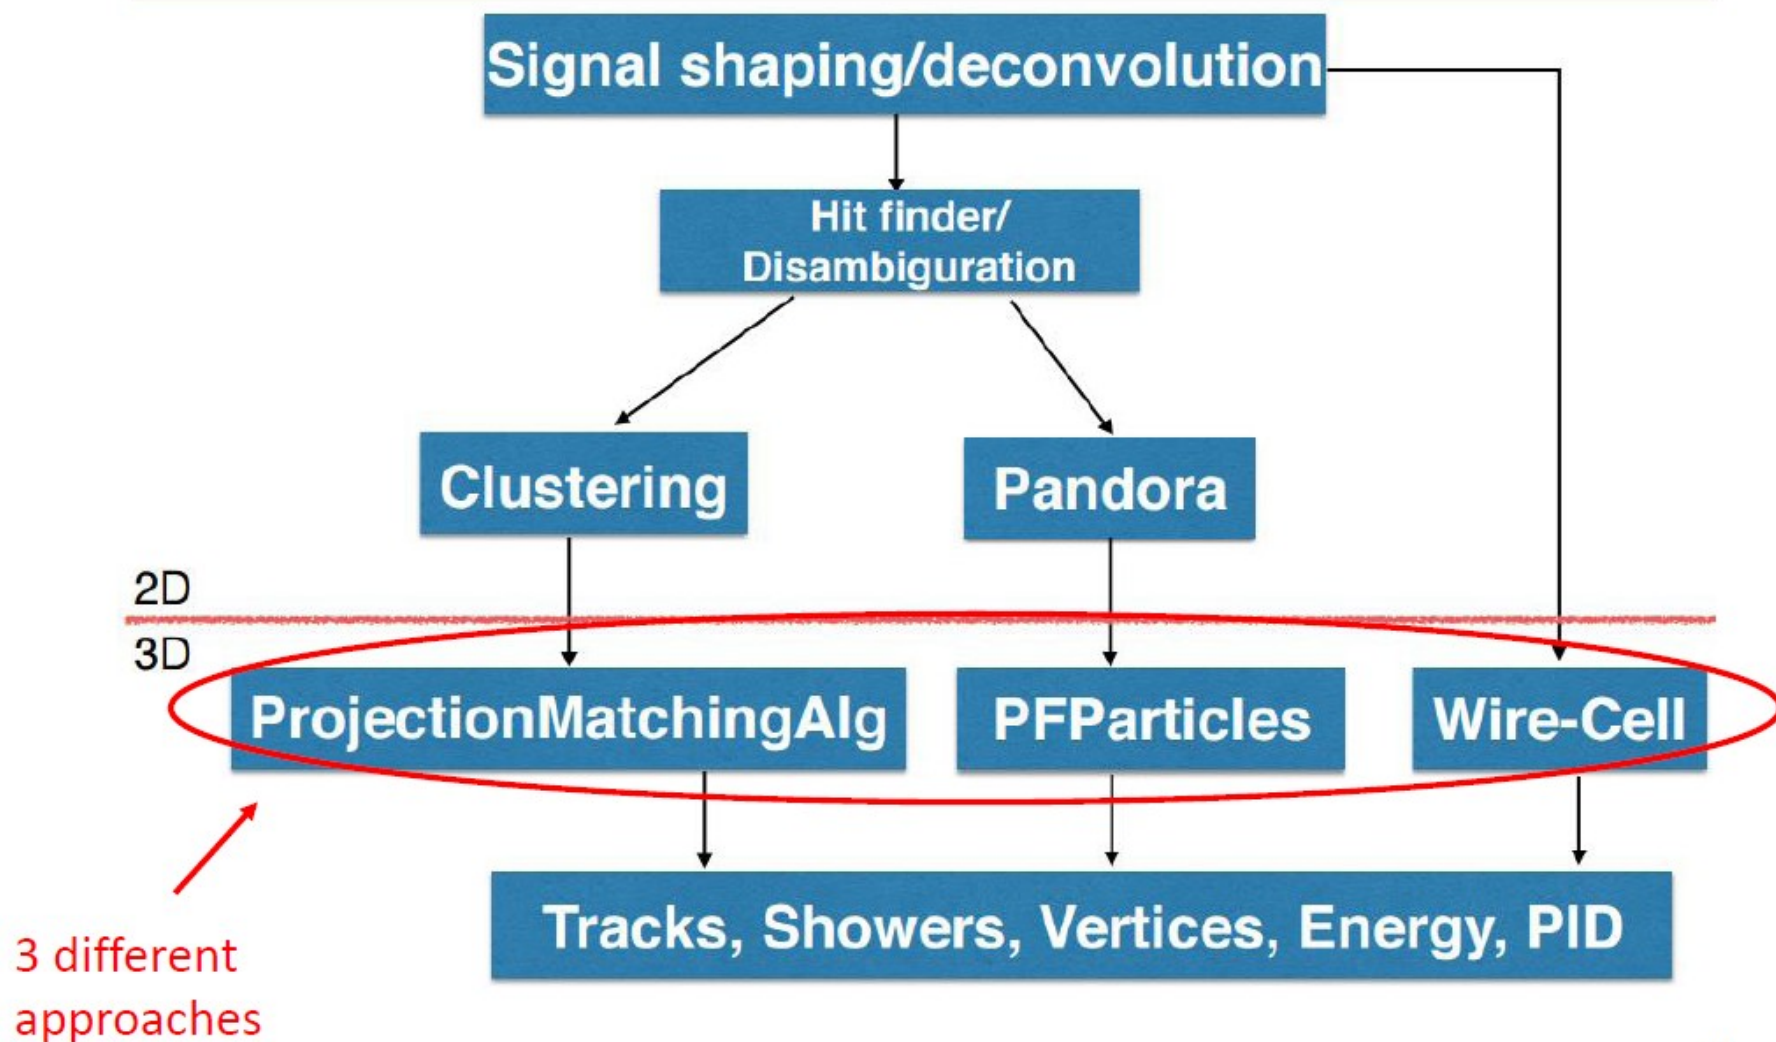 Signal shaping/deconvolution
Hit finder/
Disambiguration
Clustering
Pandora
2D
3D
ProjectionMatchingAlg
PFParticles
Wire-Cell
Tracks, Showers, Vertices, Energy, PID
3 different
approaches